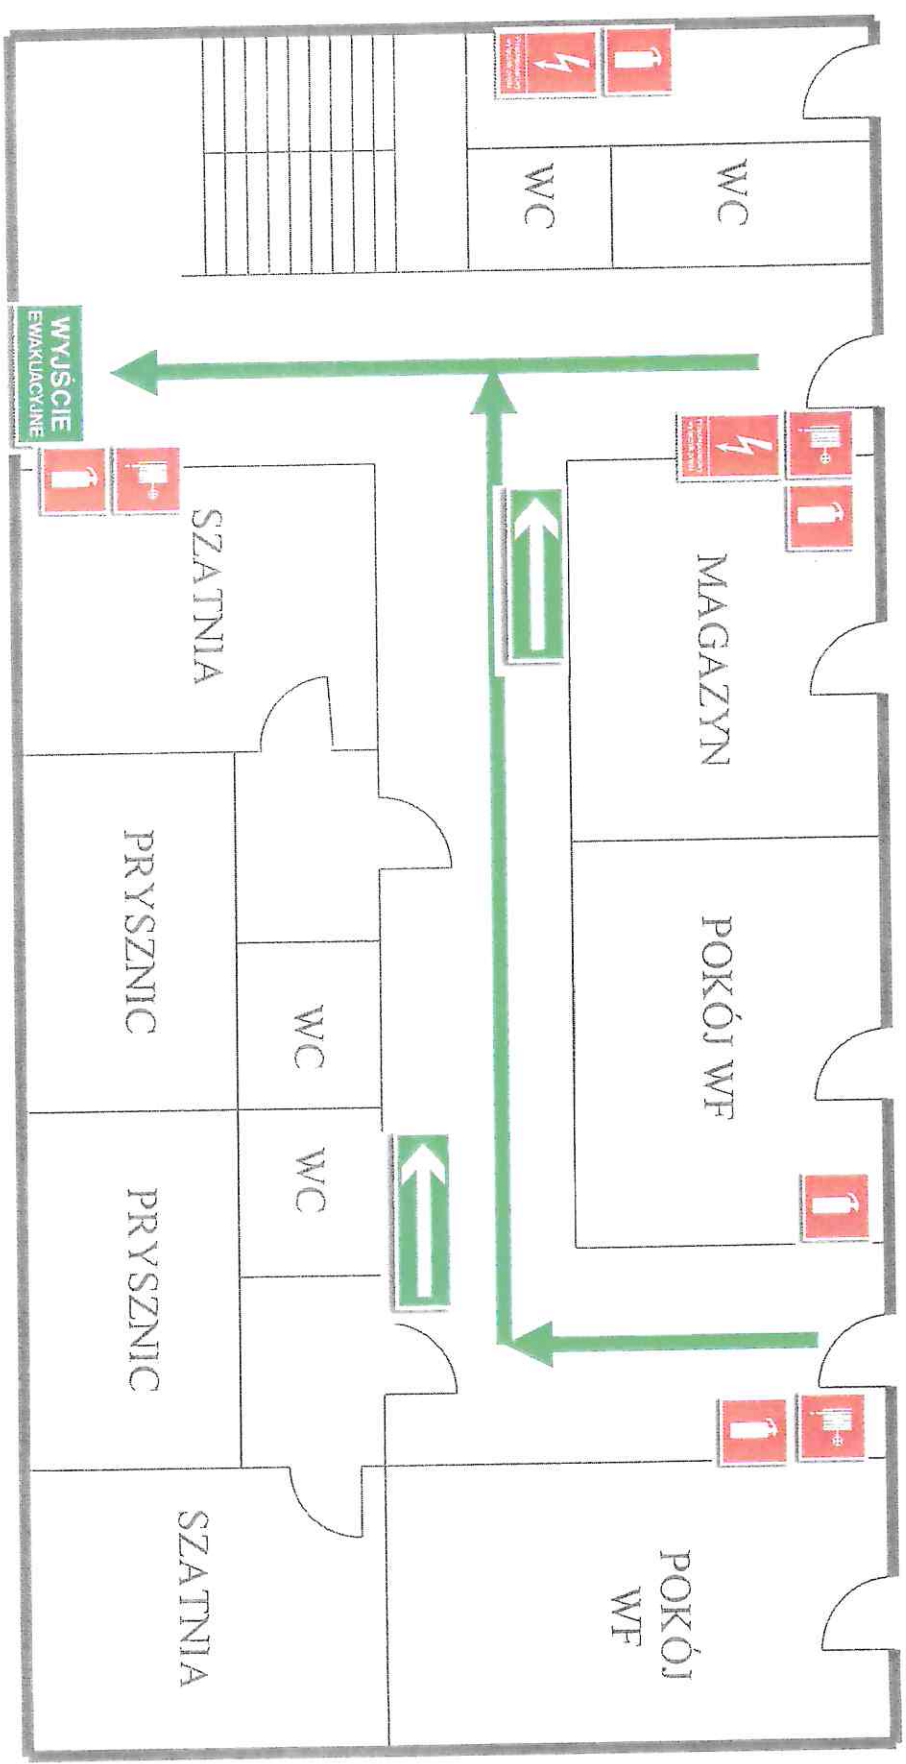 WC
MAGAZYN
POKÓJ WF
POKÓJ
WF
WC
WC
WC
SZATNIA
PRYSZNIC
PRYSZNIC
SZATNIA
WYJŚCIE
EWAKUACYJNE